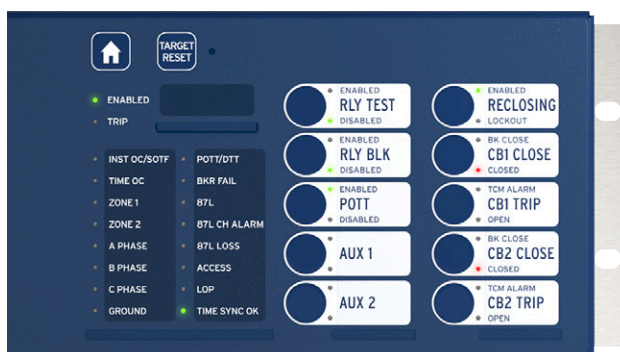 TARGET
RESET
ENABLED
TRIP
INST OC/SOTF
TIME OC
ZONE 1
ZONE 2
A PHASE
B PHASE
C PHASE
GROUND
POTT/DTT
BKR FAIL
87L
87L CH ALARM
87L LOSS
ACCESS
LOP
TIME SYNC OK
ENABLED
RLY TEST
DISABLED
ENABLED
RLY BLK
DISABLED
ENABLED
POTT
DISABLED
AUX 1
AUX 2
ENABLED
RECLOSING
LOCKOUT
BK CLOSE
CB1 CLOSE
CLOSED
TCM ALARM
CB1 TRIP
OPEN
BK CLOSE
CB2 CLOSE
CLOSED
TCM ALARM
CB2 TRIP
OPEN